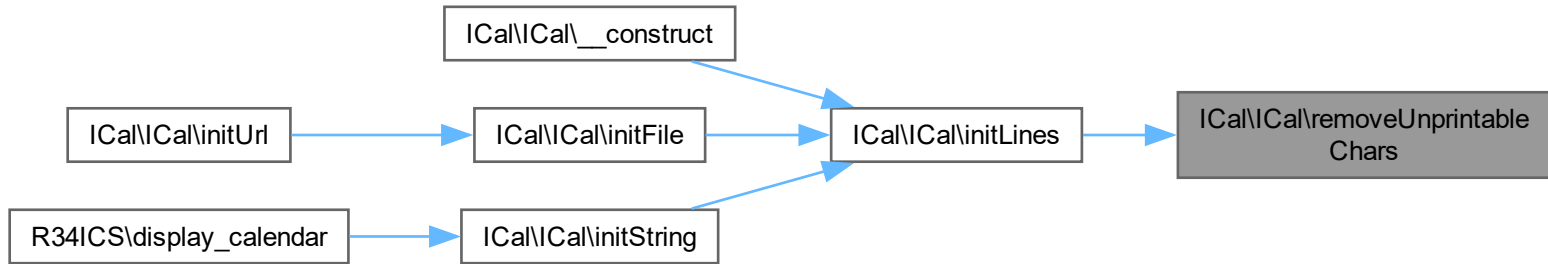 ICal\ICal\__construct
ICal\ICal\initUrl
ICal\ICal\initFile
ICal\ICal\initLines
ICal\ICal\removeUnprintable
Chars
R34ICS\display_calendar
ICal\ICal\initString